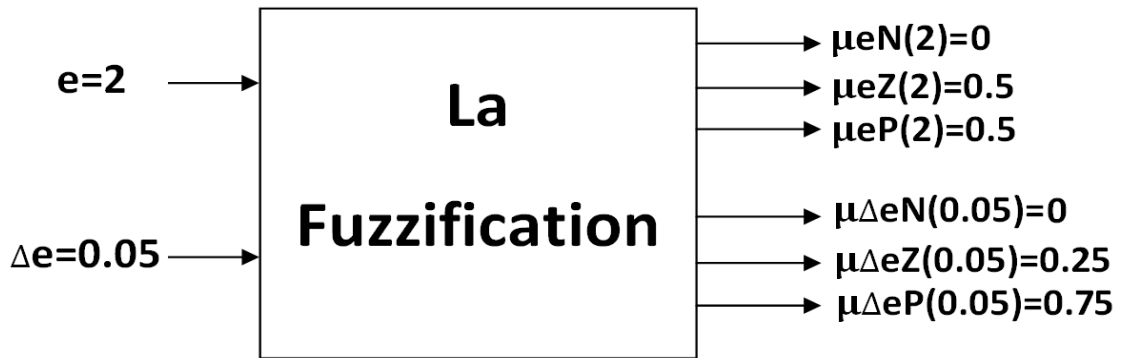 e=2
Δe=0.05
La
Fuzzification
μeN(2)=0
μeZ(2)=0.5
μeP(2)=0.5
μΔeN(0.05)=0
μΔeZ(0.05)=0.25
μΔeP(0.05)=0.75